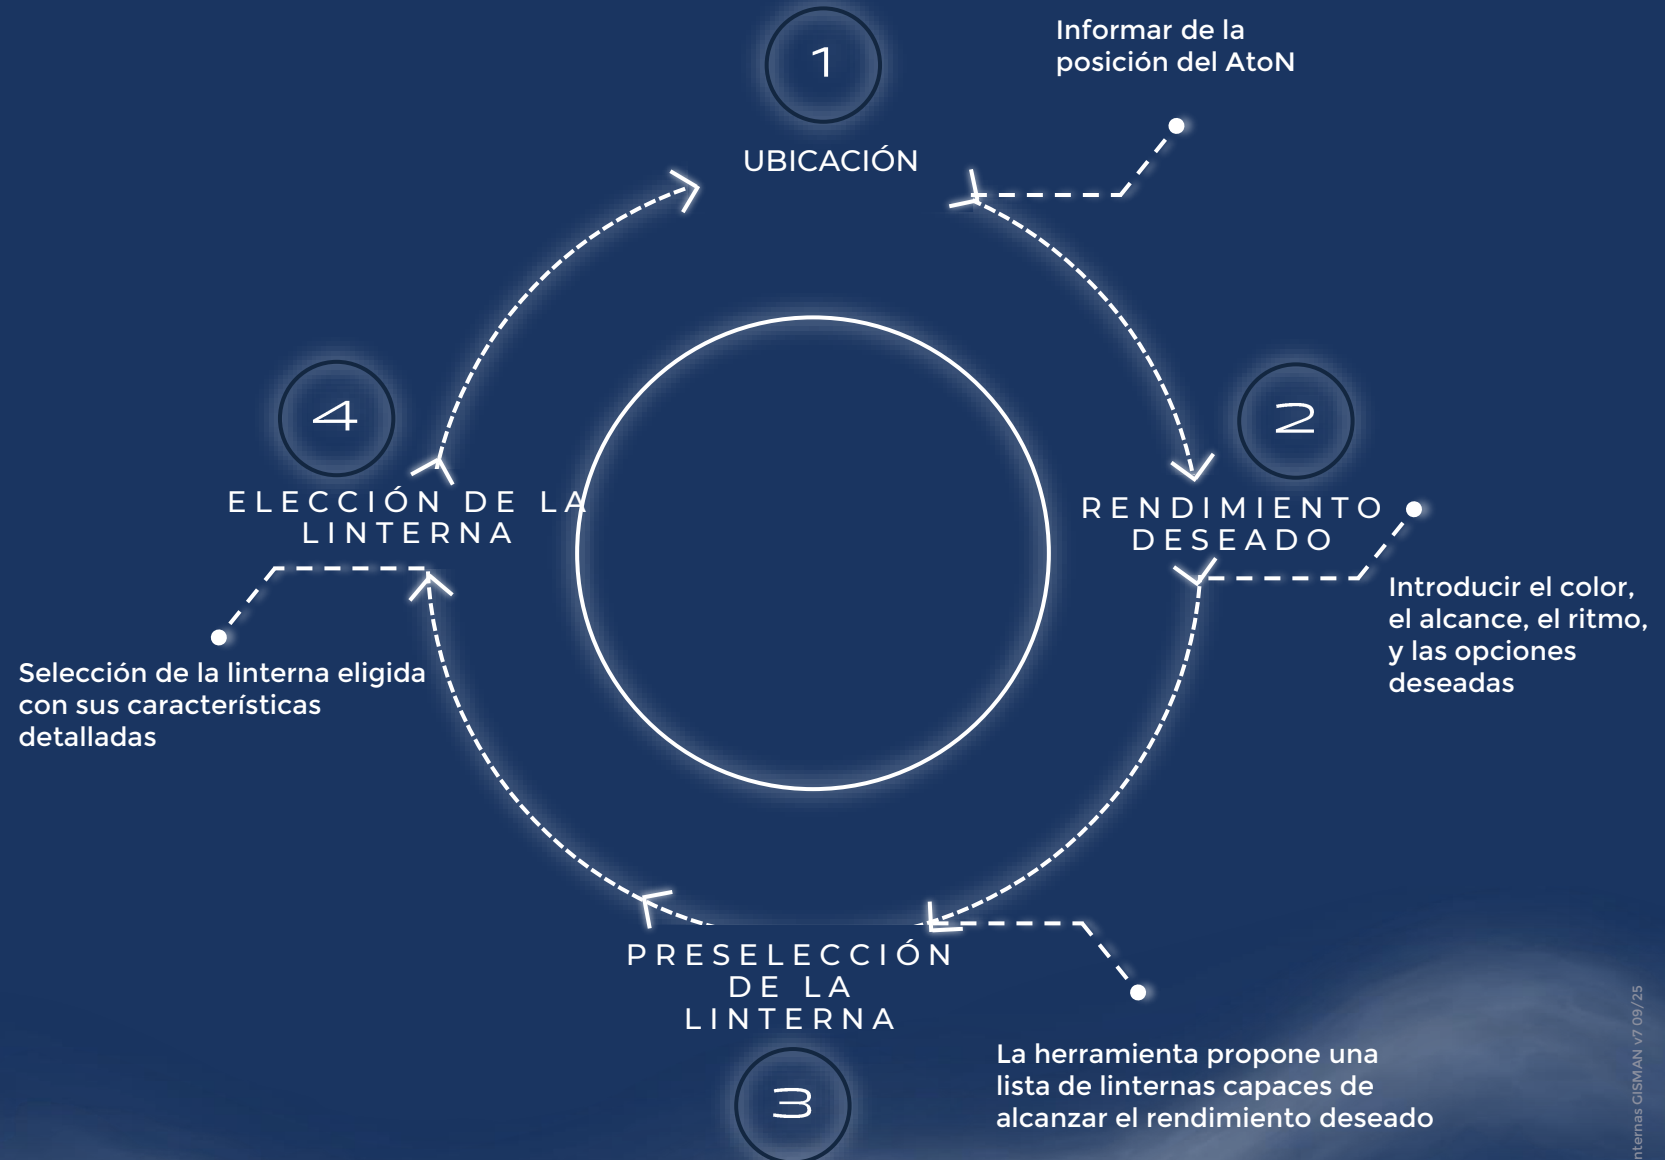 1
UBICACIÓN
Informar de la
posición del AtoN
2
RENDIMIENTO
DESEADO
Introducir el color,
el alcance, el ritmo,
y las opciones
deseadas
PRESELECCIÓN
DE LA
LINTERNA
3
La herramienta propone una
lista de linternas capaces de
alcanzar el rendimiento deseado
4
ELECCIÓN DE LA
LINTERNA
Selección de la linterna eligida
con sus características
detalladas
GISMAN v7 09/25